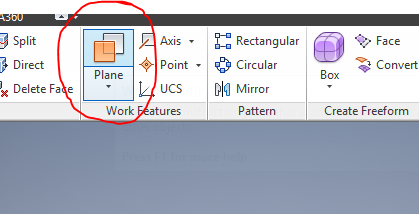 A360
Split Axis Rectangular Face
Direct Plane Point Circular Box Convert
Delete Face UCS Mirror
Work Features Pattern Create Freeform